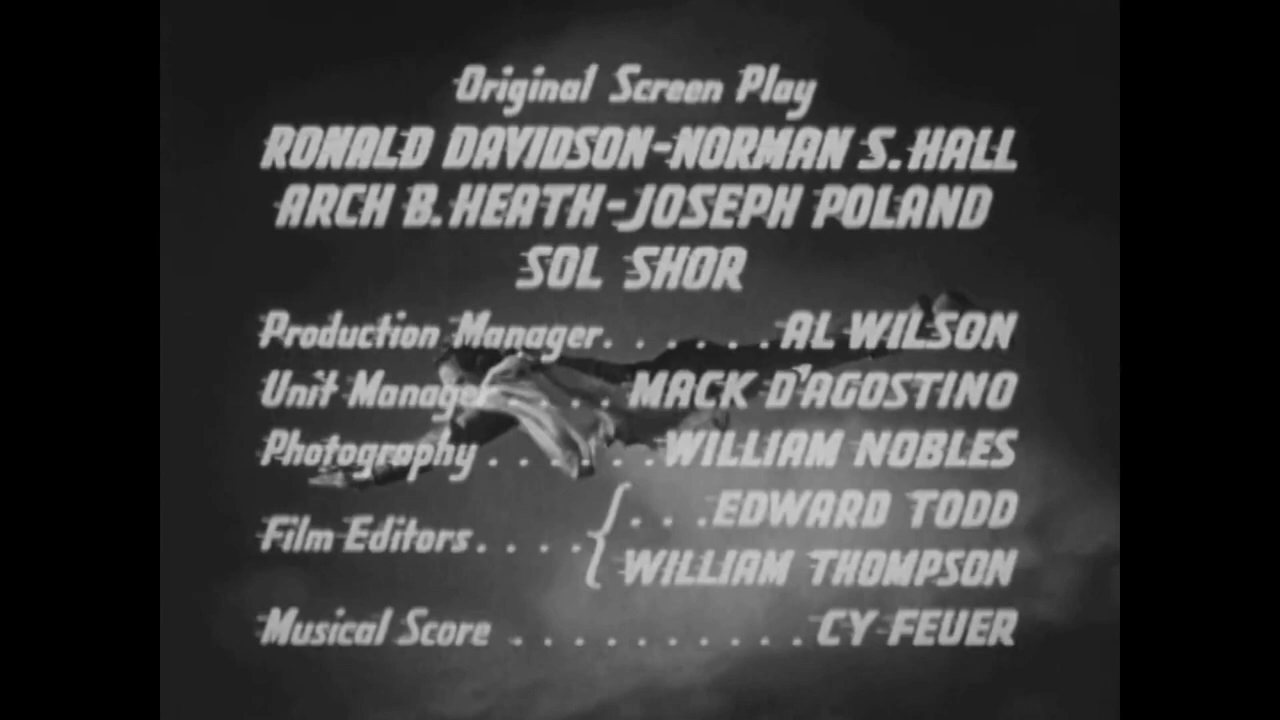 Original Screen Play
RONALD DAVIDSON-NORMAN S. HALL
ARCH B. HEATH-JOSEPH POLAND
SOL SHOR
Production Manager. . . . . . AL WILSON
Unit Manager . . . . MACK D'AGOSTINO
Photography . . . . . . WILLIAM NOBLES
Film Editors. . . . . { . . . EDWARD TODD
WILLIAM THOMPSON
Musical Score . . . . . . . . . . . CY FEUER